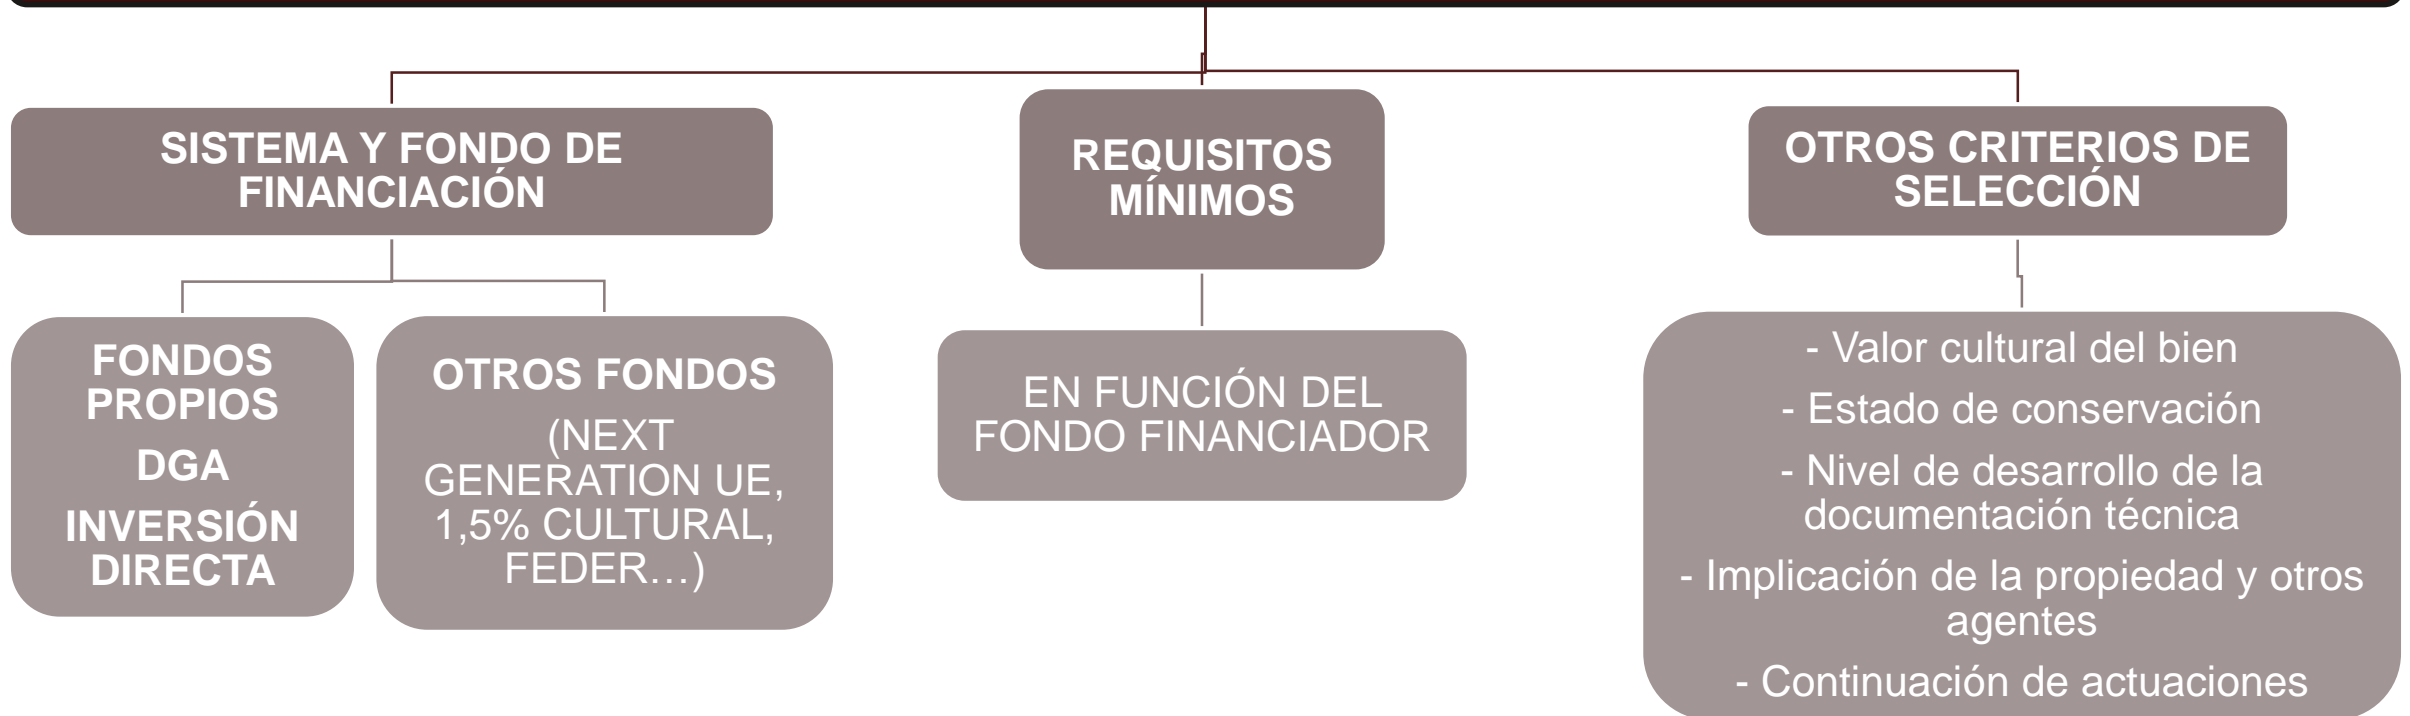 SISTEMA Y FONDO DE
FINANCIACIÓN
REQUISITOS
MÍNIMOS
OTROS CRITERIOS DE
SELECCIÓN
FONDOS
PROPIOS
DGA
INVERSIÓN
DIRECTA
OTROS FONDOS
(NEXT
GENERATION UE,
1,5% CULTURAL,
FEDER…)
EN FUNCIÓN DEL
FONDO FINANCIADOR
- Valor cultural del bien
- Estado de conservación
- Nivel de desarrollo de la
documentación técnica
- Implicación de la propiedad y otros
agentes
- Continuación de actuaciones